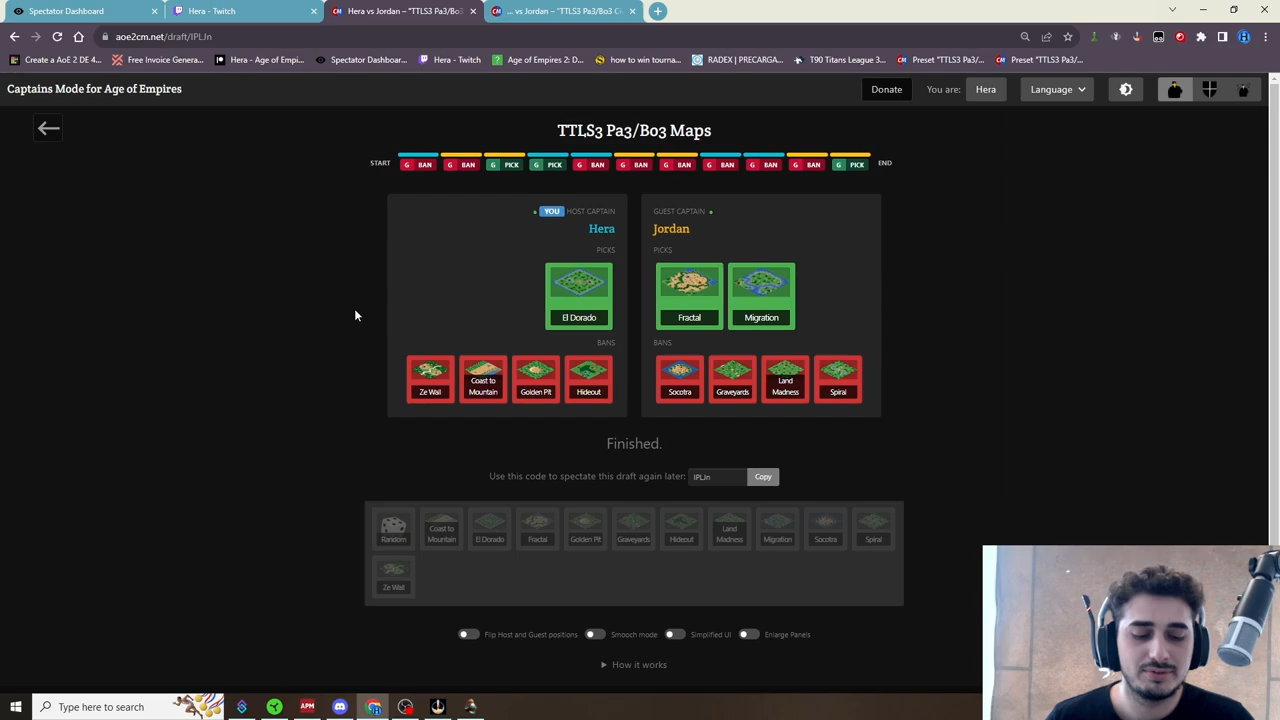 Spectator Dashboard
Hera - Twitch
Hera vs Jordan – "TTLS3 Pa3/Bo3
... vs Jordan – "TTLS3 Pa3/Bo3 C
aoe2cm.net/draft/IPLJn
Create a AoE 2 DE 4...
Free Invoice Genera...
Hera - Age of Empi...
Spectator Dashboar...
Hera - Twitch
Age of Empires 2: D...
how to win tourna...
RADEX | PRECARGA...
T90 Titans League 3...
Preset "TTLS3 Pa3/...
Preset "TTLS3 Pa3/...
Captains Mode for Age of Empires
Donate
You are: Hera
Language
TTLS3 Pa3/Bo3 Maps
START G BAN G BAN G PICK G PICK G BAN G BAN G BAN G BAN G BAN G BAN G PICK END
YOU HOST CAPTAIN
Hera
PICKS
El Dorado
BANS
Ze Wall
Coast to
Mountain
Golden Pit
Hideout
GUEST CAPTAIN
Jordan
PICKS
Fractal
Migration
BANS
Socotra
Graveyards
Land
Madness
Spiral
Finished.
Use this code to spectate this draft again later: IPLJn Copy
Random
Coast to
Mountain
El Dorado
Fractal
Golden Pit
Graveyards
Hideout
Land
Madness
Migration
Socotra
Spiral
Ze Wall
Flip Host and Guest positions
Smooch mode
Simplified UI
Enlarge Panels
How it works
Type here to search
APM